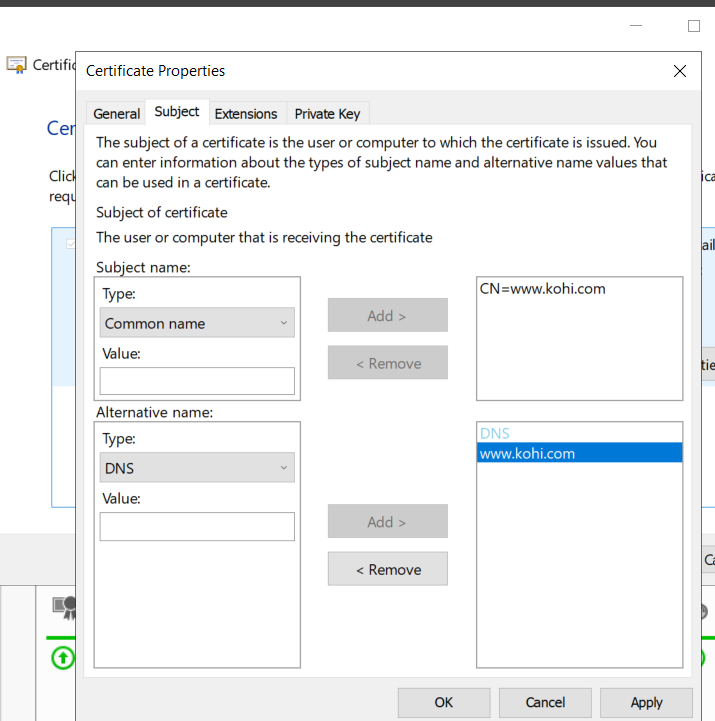 Certific
Certificate Properties
Cer
General Subject Extensions Private Key
The subject of a certificate is the user or computer to which the certificate is issued. You
can enter information about the types of subject name and alternative name values that
can be used in a certificate.
Click
requ
Subject of certificate
The user or computer that is receiving the certificate
Subject name:
Type:
Common name
Value:
Add >
< Remove
CN=www.kohi.com
Alternative name:
Type:
DNS
Value:
Add >
< Remove
DNS
www.kohi.com
OK Cancel Apply